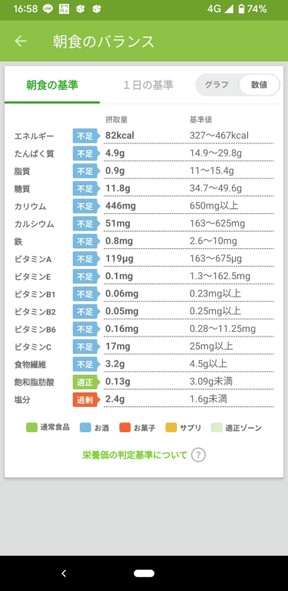 16:58 4G 74%
朝食のバランス
朝食の基準 1日の基準 グラフ 数値
摂取量 基準値
エネルギー 不足 82kcal 327〜467kcal
たんぱく質 不足 4.9g 14.9〜29.8g
脂質 不足 0.9g 11〜15.4g
糖質 不足 11.8g 34.7〜49.6g
カリウム 不足 446mg 650mg以上
カルシウム 不足 51mg 163〜625mg
鉄 不足 0.8mg 2.6〜10mg
ビタミンA 不足 119μg 163〜675μg
ビタミンE 不足 0.1mg 1.3〜162.5mg
ビタミンB1 不足 0.06mg 0.23mg以上
ビタミンB2 不足 0.05mg 0.25mg以上
ビタミンB6 不足 0.16mg 0.28〜11.25mg
ビタミンC 不足 17mg 25mg以上
食物繊維 不足 3.2g 4.5g以上
飽和脂肪酸 適正 0.13g 3.09g未満
塩分 過剰 2.4g 1.6g未満
通常食品 お酒 お菓子 サプリ 適正ゾーン
栄養価の判定基準について ?